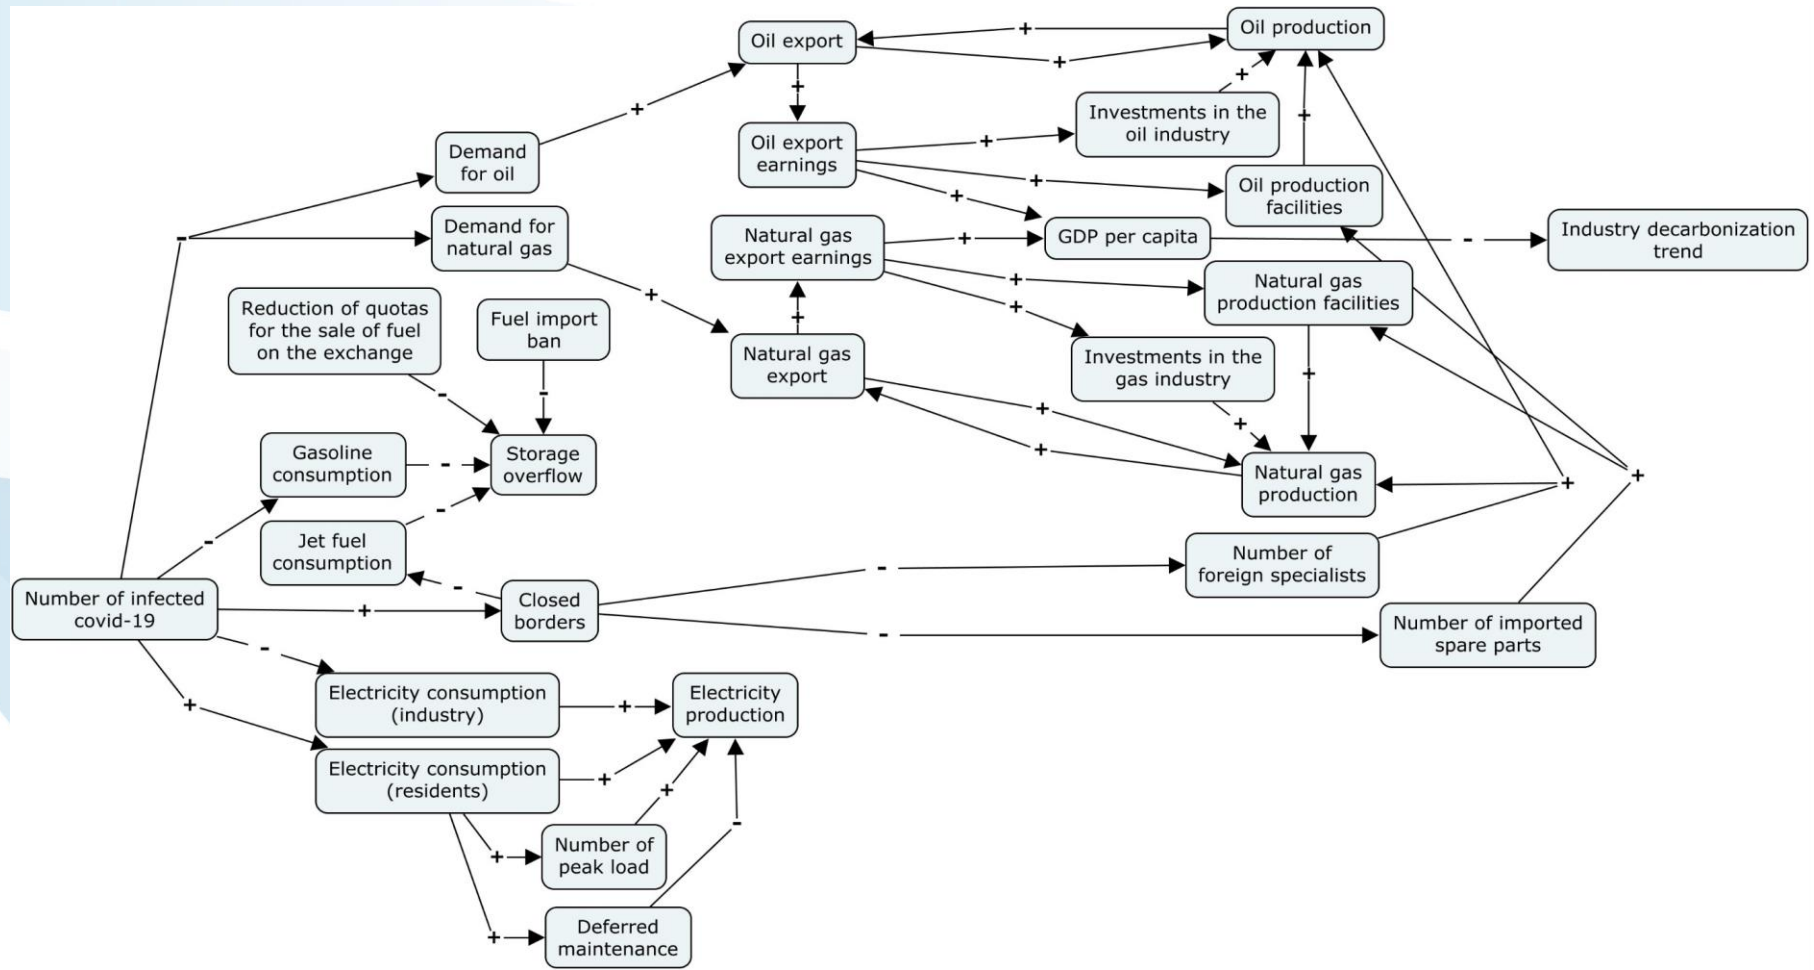 Oil export
Oil production
Investments in the
oil industry
Demand
for oil
Oil export
earnings
Oil production
facilities
Demand for
natural gas
Natural gas
export earnings
GDP per capita
Industry decarbonization
trend
Natural gas
production facilities
Reduction of quotas
for the sale of fuel
on the exchange
Fuel import
ban
Natural gas
export
Investments in the
gas industry
Gasoline
consumption
Storage
overflow
Natural gas
production
Jet fuel
consumption
Number of
foreign specialists
Number of infected
covid-19
Closed
borders
Number of imported
spare parts
Electricity consumption
(industry)
Electricity
production
Electricity consumption
(residents)
Number of
peak load
Deferred
maintenance
+
+
+
+
+
+
+
+
+
-
+
-
+
+
+
+
+
-
-
+
+
+
+
-
-
-
+
+
-
-
+
-
-
+
+
+
+
+
-
+